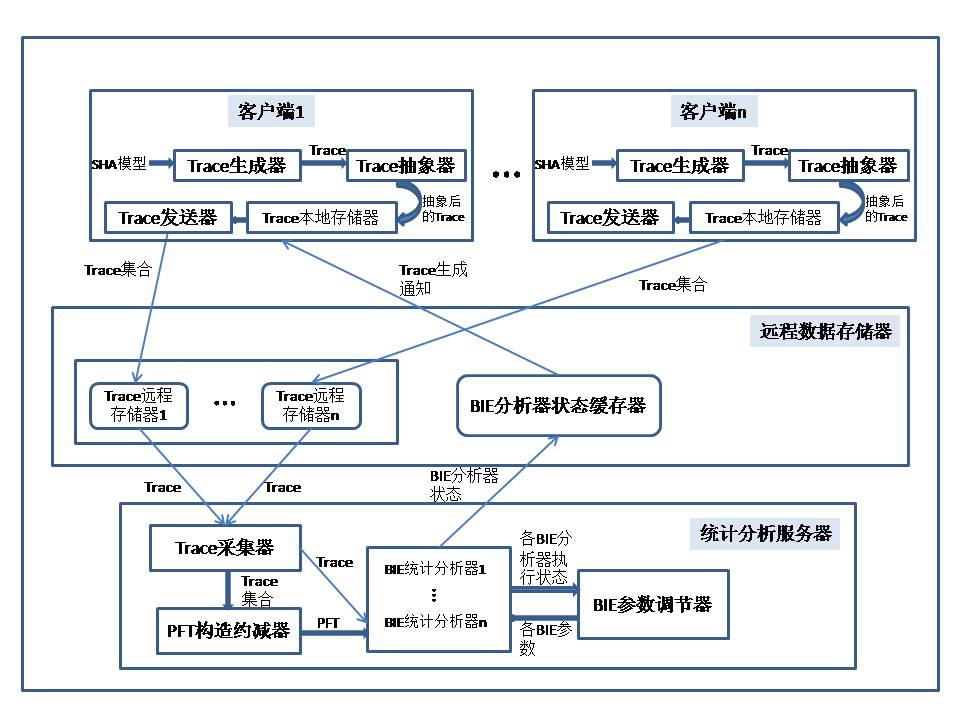 客户端1
SHA模型
Trace生成器
Trace
Trace抽象器
抽象后
的Trace
Trace本地存储器
Trace发送器
...
客户端n
SHA模型
Trace生成器
Trace
Trace抽象器
抽象后
的Trace
Trace本地存储器
Trace发送器
Trace集合
Trace生成
通知
Trace集合
远程数据存储器
Trace远程
存储器1
...
Trace远程
存储器n
BIE分析器状态缓存器
Trace
Trace
BIE分析器
状态
统计分析服务器
Trace采集器
Trace
Trace
集合
PFT构造约减器
PFT
BIE统计分析器1
...
BIE统计分析器n
各BIE分
析器执
行状态
各BIE参
数
BIE参数调节器